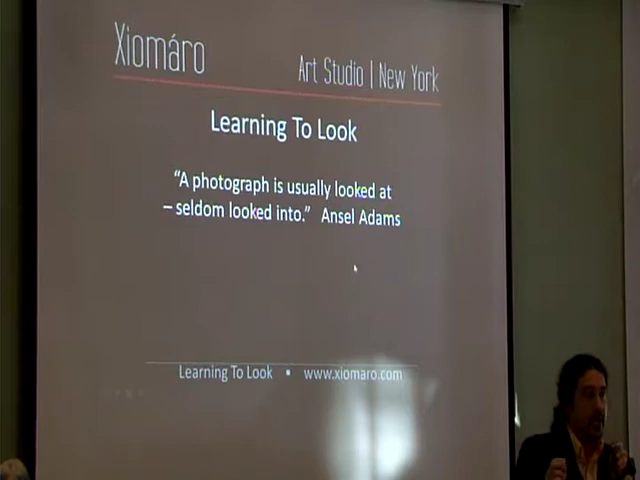 Xiomáro
Art Studio | New York
Learning To Look
“A photograph is usually looked at
– seldom looked into.” Ansel Adams
Learning To Look ▪ www.xiomaro.com